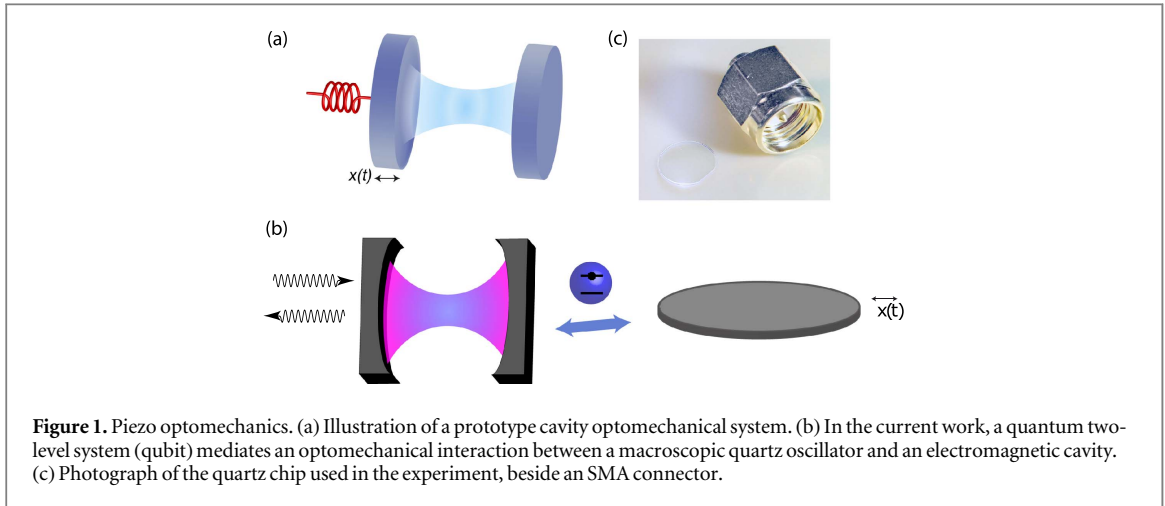 (a)
(c)
x(t)
(b)
x(t)
Figure 1. Piezo optomechanics. (a) Illustration of a prototype cavity optomechanical system. (b) In the current work, a quantum two-
level system (qubit) mediates an optomechanical interaction between a macroscopic quartz oscillator and an electromagnetic cavity.
(c) Photograph of the quartz chip used in the experiment, beside an SMA connector.